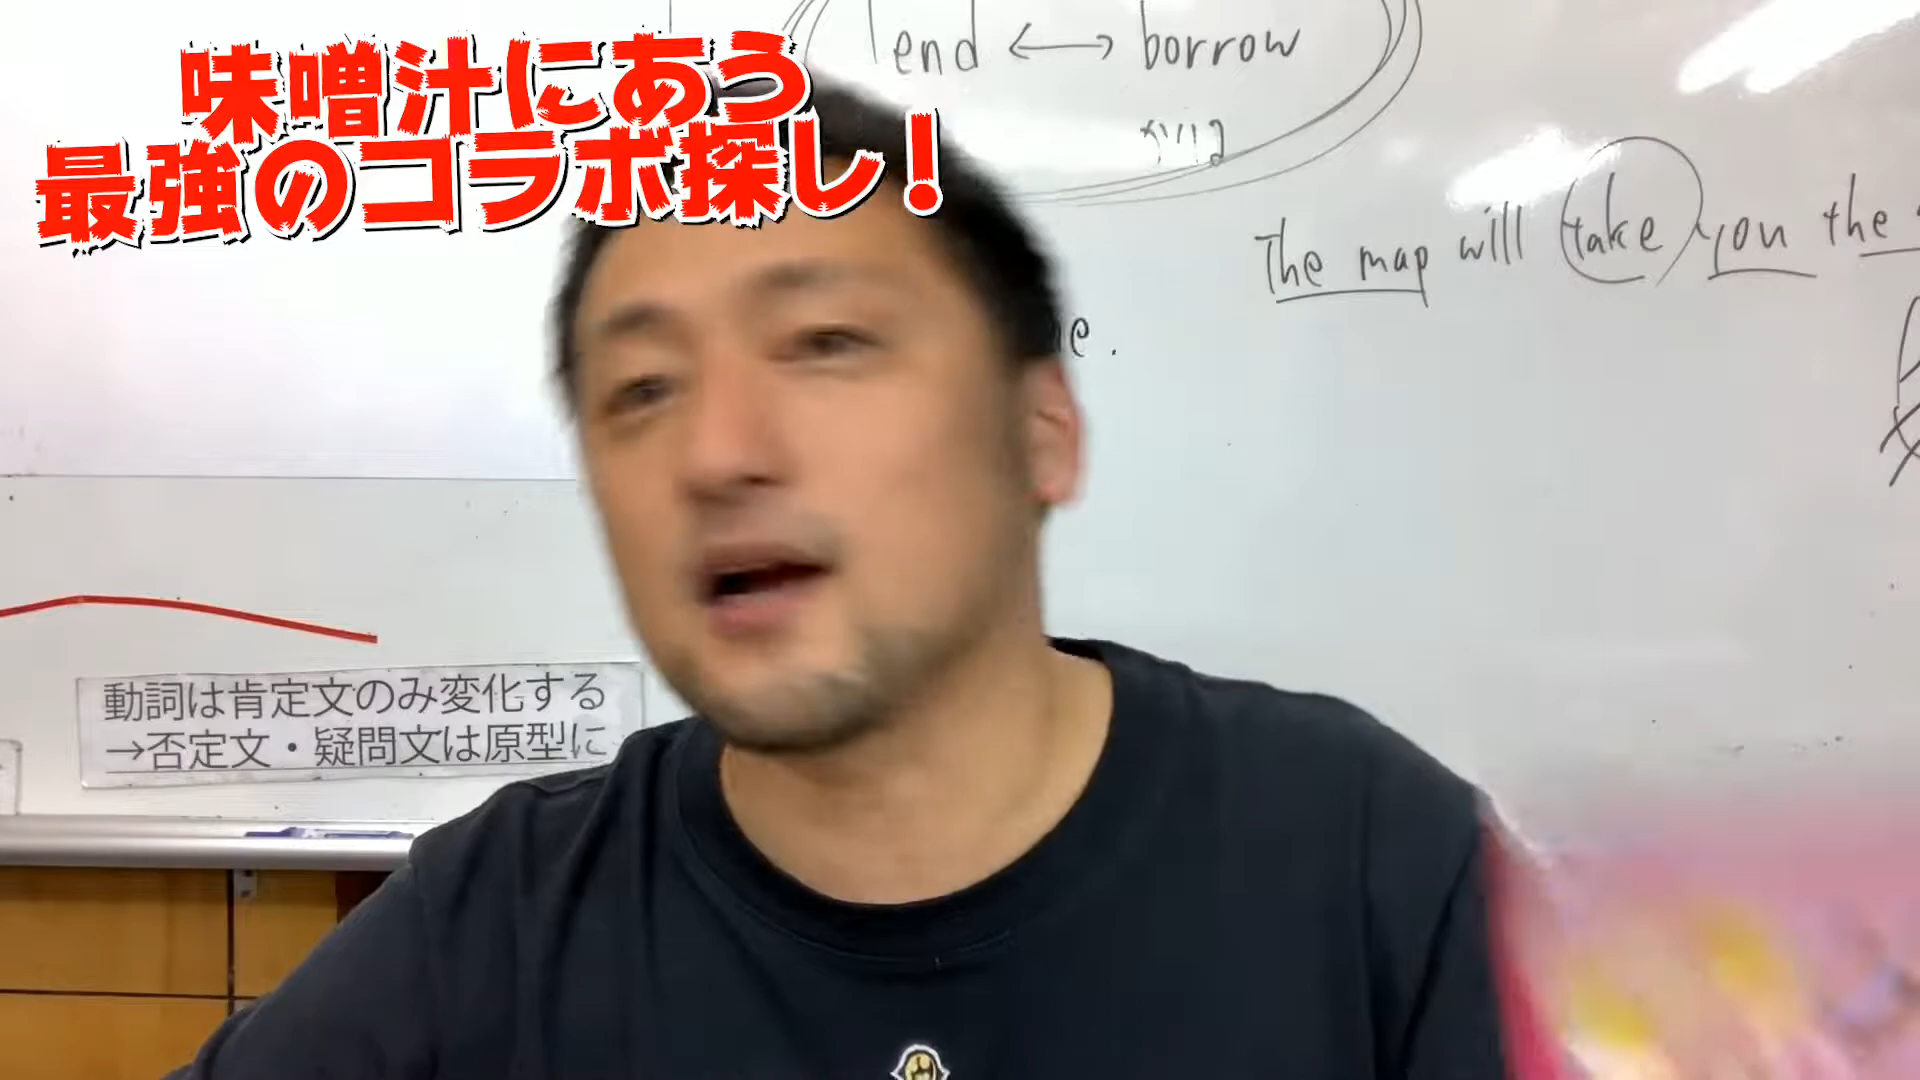 味噌汁にあう
最強のコラボ探し！
lend ⟷ borrow
The map will take you the
e.
動詞は肯定文のみ変化する
→否定文・疑問文は原型に